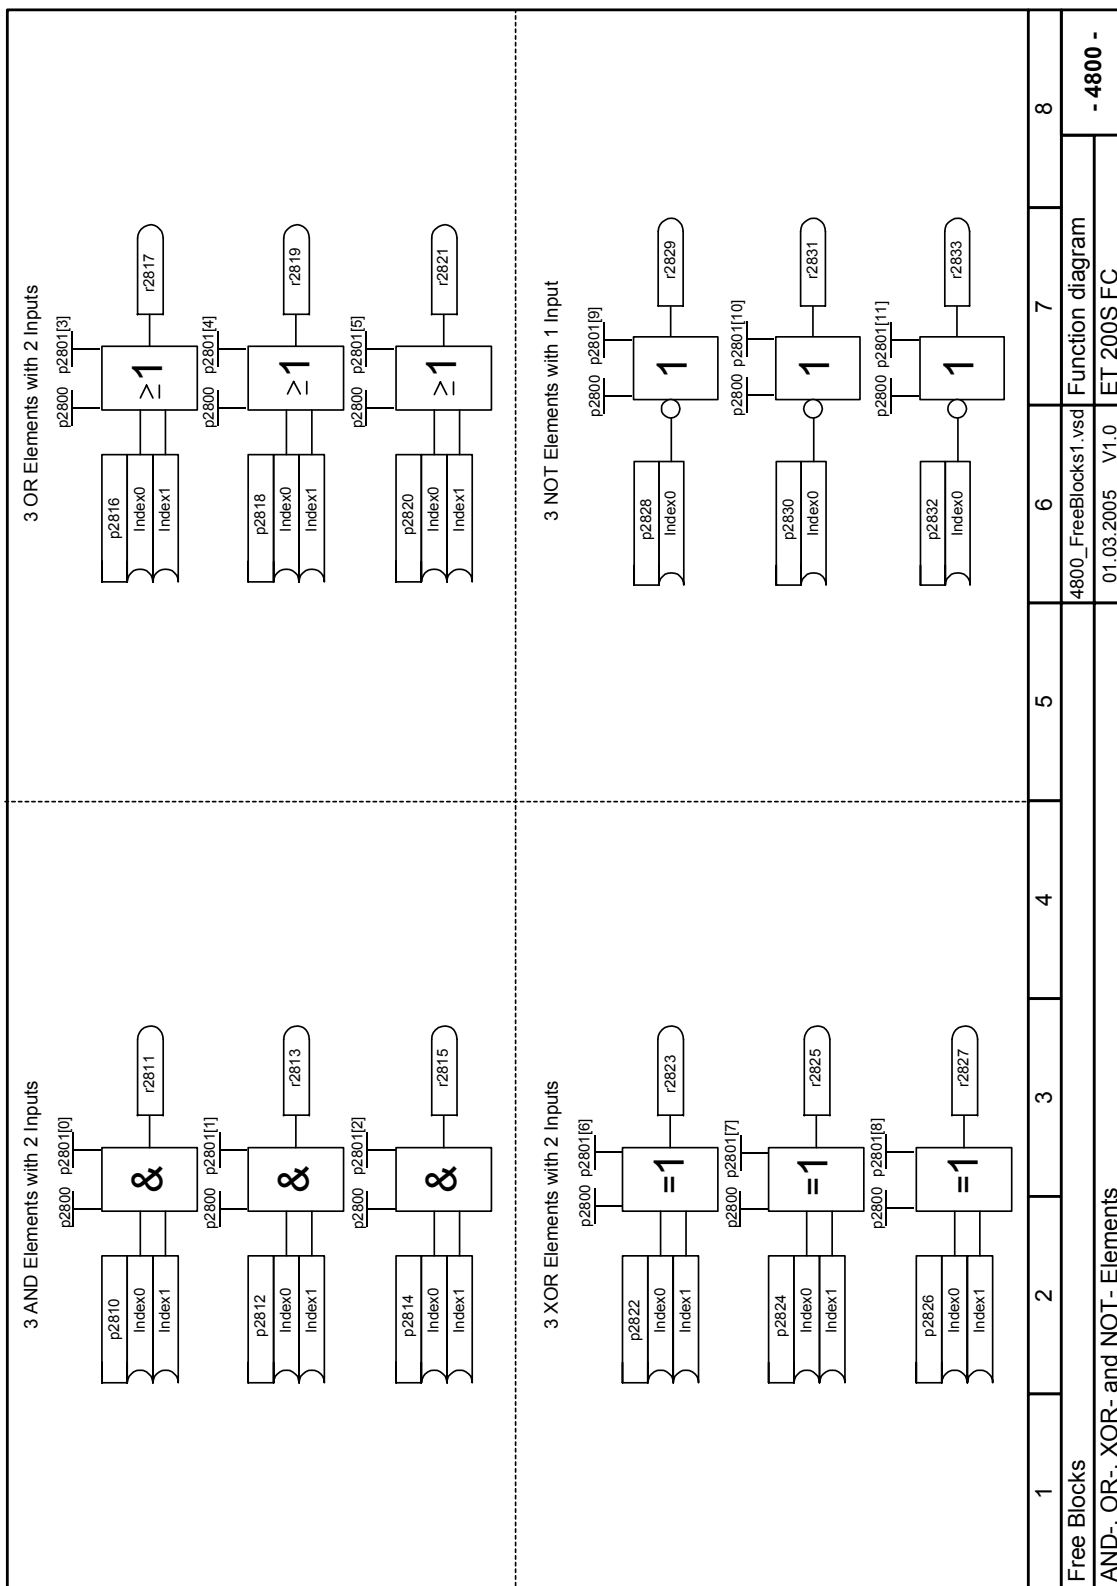 3 AND Elements with 2 Inputs
p2800 p2801[0]
p2810
Index0
Index1
&
r2811
p2800 p2801[1]
p2812
Index0
Index1
&
r2813
p2800 p2801[2]
p2814
Index0
Index1
&
r2815
3 OR Elements with 2 Inputs
p2800 p2801[3]
p2816
Index0
Index1
≥1
r2817
p2800 p2801[4]
p2818
Index0
Index1
≥1
r2819
p2800 p2801[5]
p2820
Index0
Index1
≥1
r2821
3 XOR Elements with 2 Inputs
p2800 p2801[6]
p2822
Index0
Index1
=1
r2823
p2800 p2801[7]
p2824
Index0
Index1
=1
r2825
p2800 p2801[8]
p2826
Index0
Index1
=1
r2827
3 NOT Elements with 1 Input
p2800 p2801[9]
p2828
Index0
1
r2829
p2800 p2801[10]
p2830
Index0
1
r2831
p2800 p2801[11]
p2832
Index0
1
r2833
1 2 3 4 5 6 7 8
Free Blocks 4800_FreeBlocks1.vsd Function diagram - 4800 -
AND-, OR-, XOR- and NOT- Elements 01.03.2005 V1.0 ET 200S FC